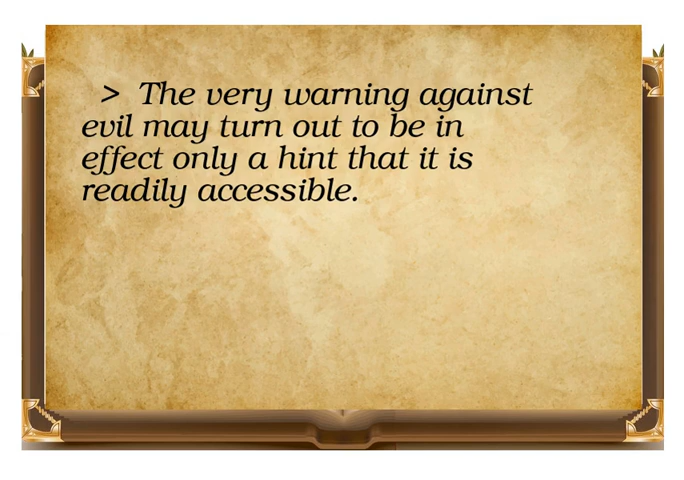 > The very warning against
evil may turn out to be in
effect only a hint that it is
readily accessible.